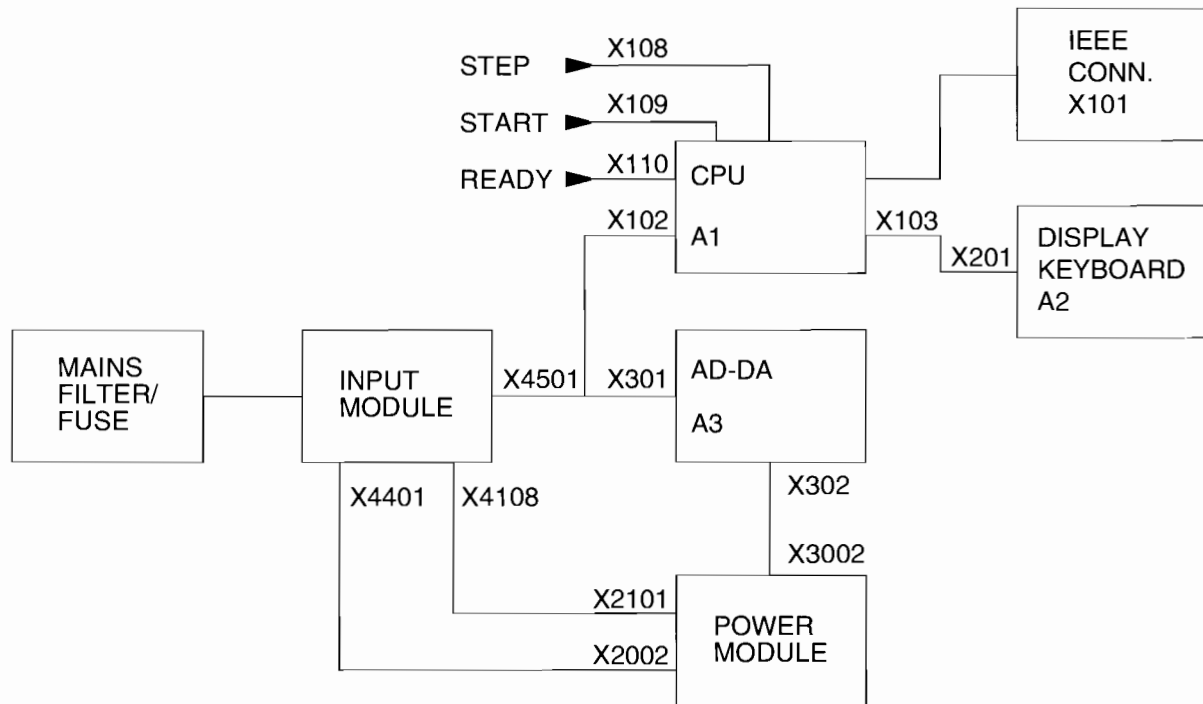 X108
STEP
X109
START
X110
READY
X102
CPU
A1
IEEE
CONN.
X101
X103
X201
DISPLAY
KEYBOARD
A2
MAINS
FILTER/
FUSE
INPUT
MODULE
X4501
X301
AD-DA
A3
X4401
X4108
X302
X3002
X2101
X2002
POWER
MODULE